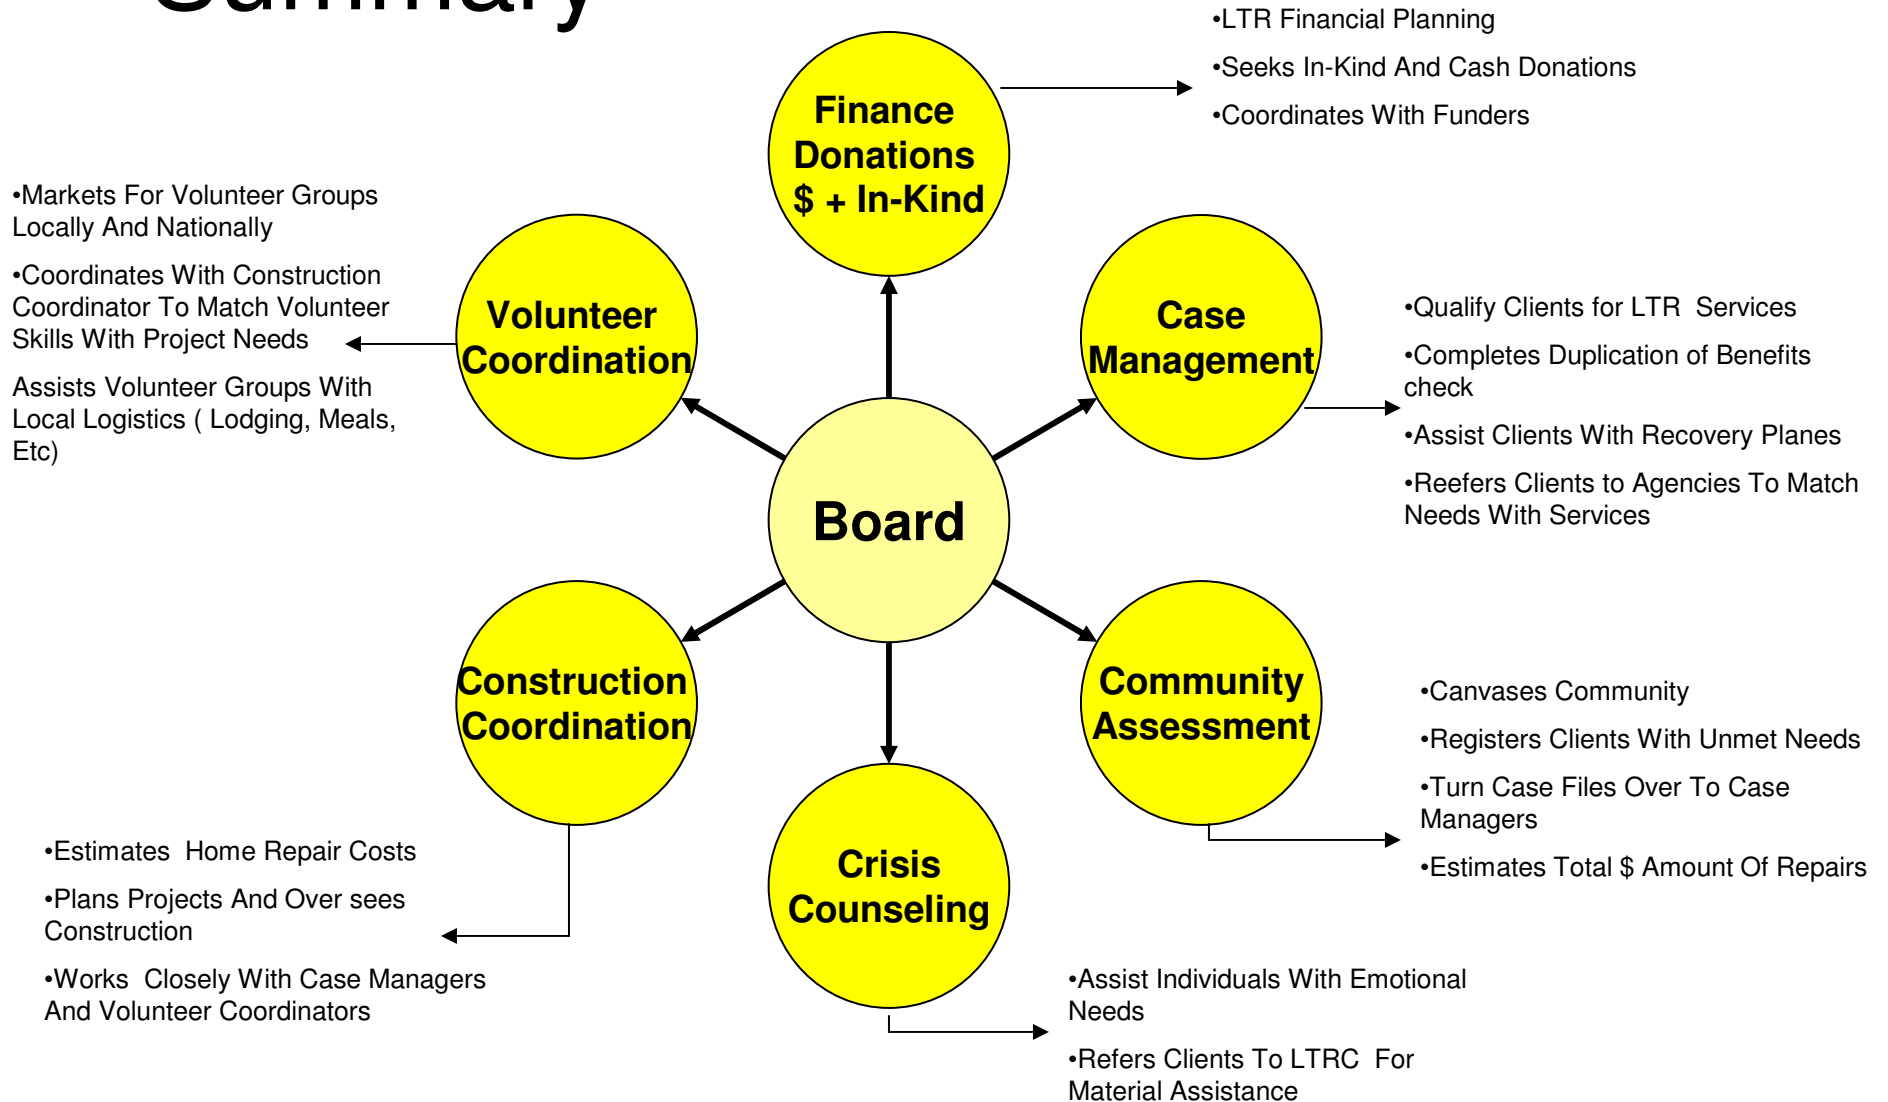 Summary
•LTR Financial Planning
•Seeks In-Kind And Cash Donations
•Coordinates With Funders
Finance
Donations
$ + In-Kind
•Markets For Volunteer Groups
Locally And Nationally
•Coordinates With Construction
Coordinator To Match Volunteer
Skills With Project Needs
Assists Volunteer Groups With
Local Logistics ( Lodging, Meals,
Etc)
Volunteer
Coordination
Case
Management
•Qualify Clients for LTR  Services
•Completes Duplication of Benefits
check
•Assist Clients With Recovery Planes
•Reefers Clients to Agencies To Match
Needs With Services
Board
Construction
Coordination
Community
Assessment
•Canvases Community
•Registers Clients With Unmet Needs
•Turn Case Files Over To Case
Managers
•Estimates Total $ Amount Of Repairs
•Estimates  Home Repair Costs
•Plans Projects And Over sees
Construction
•Works  Closely With Case Managers
And Volunteer Coordinators
Crisis
Counseling
•Assist Individuals With Emotional
Needs
•Refers Clients To LTRC  For
Material Assistance